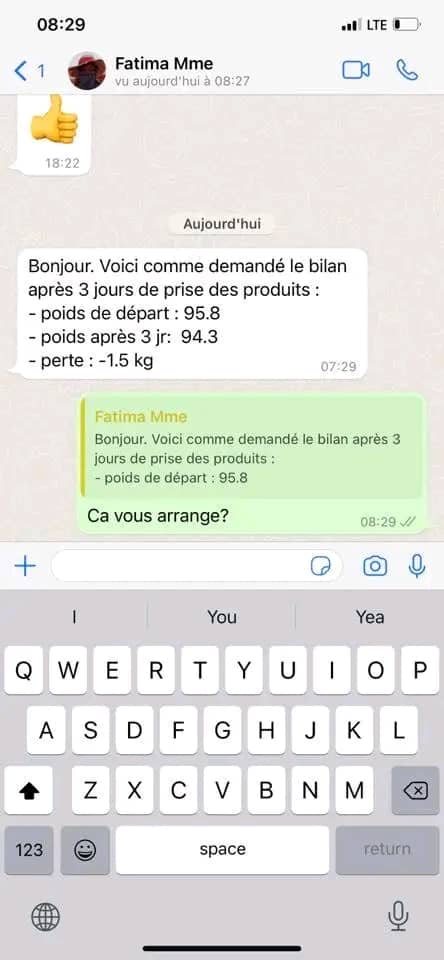 08:29
LTE
1
Fatima Mme
vu aujourd'hui à 08:27
18:22
Aujourd'hui
Bonjour. Voici comme demandé le bilan
après 3 jours de prise des produits :
- poids de départ : 95.8
- poids après 3 jr:  94.3
- perte : -1.5 kg
07:29
Fatima Mme
Bonjour. Voici comme demandé le bilan après 3
jours de prise des produits :
- poids de départ : 95.8
Ca vous arrange?
08:29
I You Yea
Q W E R T Y U I O P
A S D F G H J K L
Z X C V B N M
123 space return